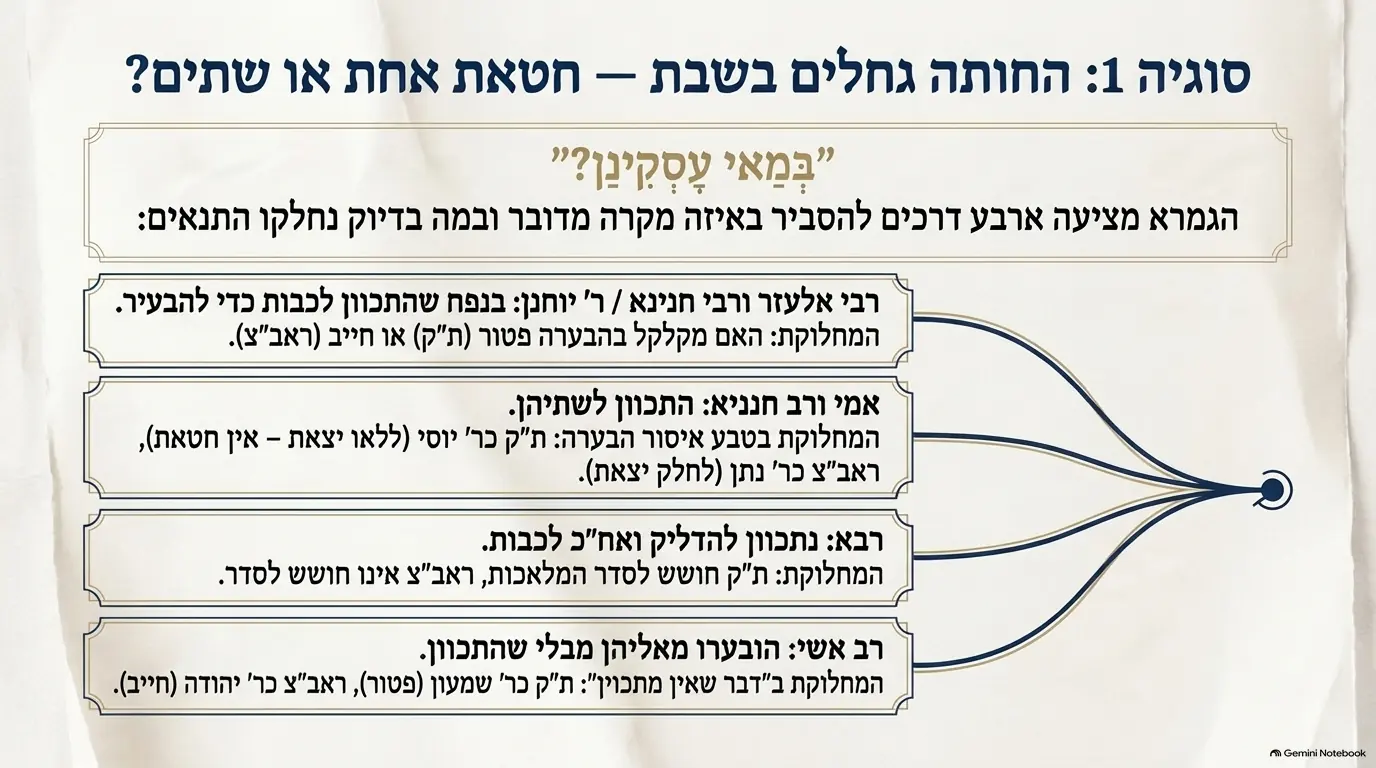 סוגיה 1: החותה גחלים בשבת — חטאת אחת או שתים?
"בְּמַאי עָסְקִינַן?"
הגמרא מציעה ארבע דרכים להסביר באיזה מקרה מדובר ובמה בדיוק נחלקו התנאים:
רבי אלעזר ורבי חנינא / ר' יוחנן: בנפח שהתכוון לכבות כדי להבעיר.
המחלוקת: האם מקלקל בהבערה פטור (ת"ק) או חייב (ראב"צ).
אמי ורב חנניא: התכוון לשתיהן.
המחלוקת בטבע איסור הבערה: ת"ק כר' יוסי (ללאו יצאת – אין חטאת),
ראב"צ כר' נתן (לחלק יצאת).
רבא: נתכוון להדליק ואח"כ לכבות.
המחלוקת: ת"ק חושש לסדר המלאכות, ראב"צ אינו חושש לסדר.
רב אשי: הובערו מאליהן מבלי שהתכוון.
המחלוקת ב"דבר שאין מתכוין": ת"ק כר' שמעון (פטור), ראב"צ כר' יהודה (חייב).
Gemini Notebook